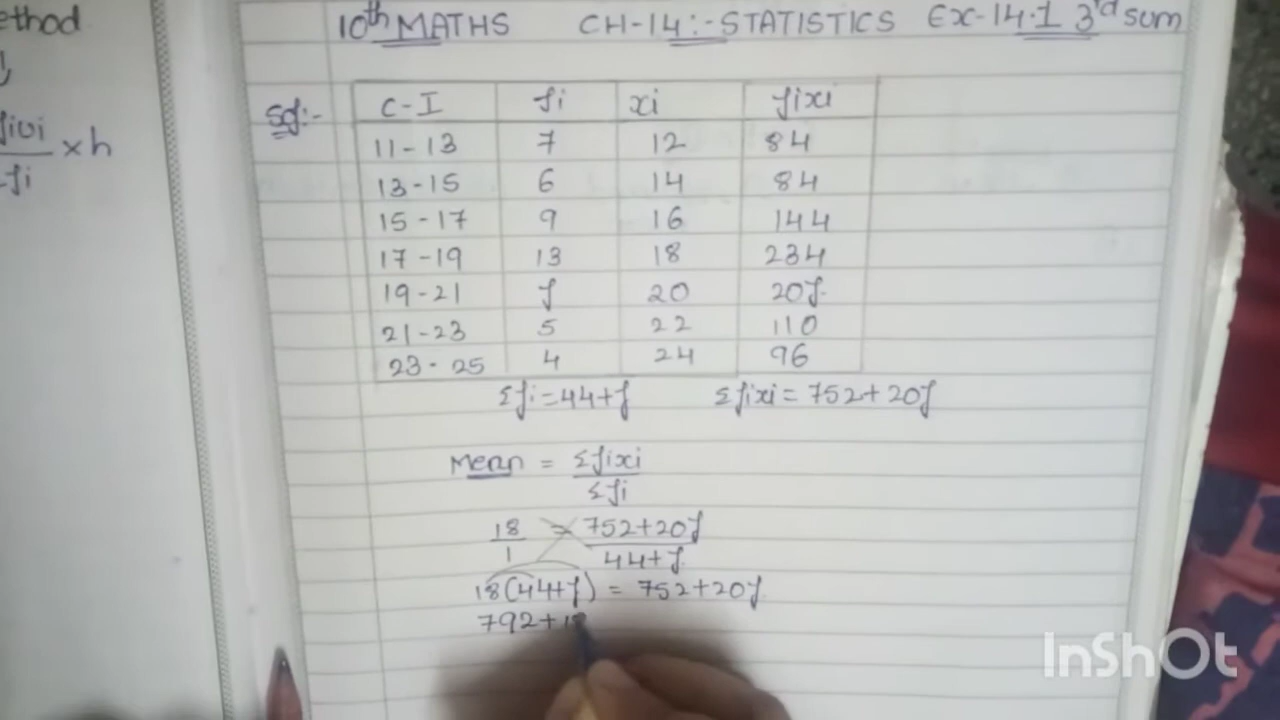 ethod
10th MATHS CH-14:- STATISTICS EX-14.1 3rd sum
fiui
× h
fi
Sol:-
C-I fi xi fixi
11-13 7 12 84
13-15 6 14 84
15-17 9 16 144
17-19 13 18 234
19-21 f 20 20f
21-23 5 22 110
23-25 4 24 96
Σfi=44+f Σfixi=752+20f
Mean = Σfixi
Σfi
18 = 752+20f
1 44+f
18(44+f) = 752+20f
792+18
InShOt